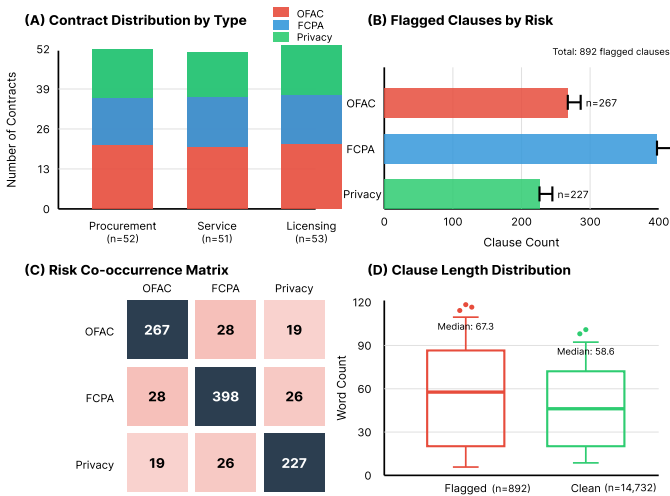 (A) Contract Distribution by Type
OFAC
FCPA
Privacy
52
39
26
13
0
Number of Contracts
Procurement
(n=52)
Service
(n=51)
Licensing
(n=53)
(B) Flagged Clauses by Risk
Total: 892 flagged clauses
OFAC
n=267
FCPA
Privacy
n=227
0
100
200
300
400
Clause Count
(C) Risk Co-occurrence Matrix
OFAC FCPA Privacy
OFAC 267 28 19
FCPA 28 398 26
Privacy 19 26 227
(D) Clause Length Distribution
120
90
60
30
0
Word Count
Median: 67.3
Median: 58.6
Flagged (n=892)
Clean (n=14,732)